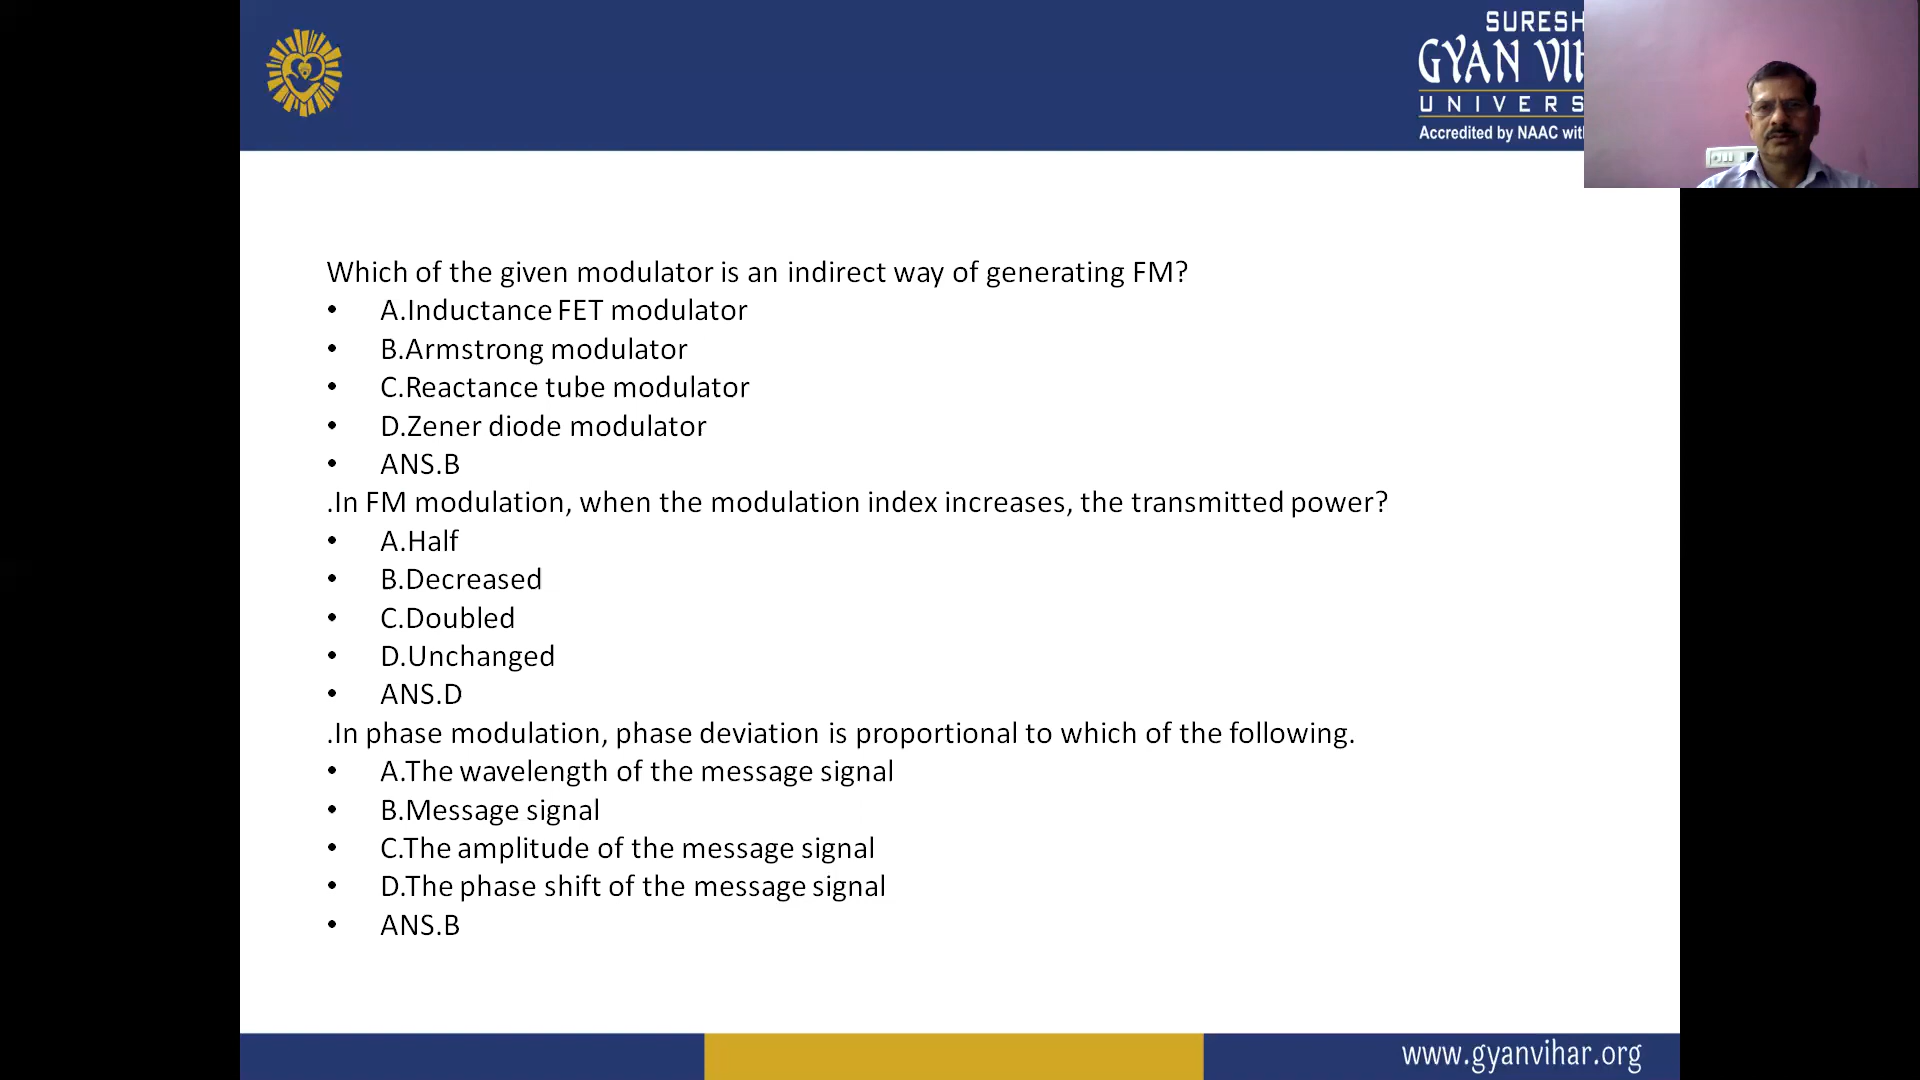 SURESH
GYAN VIH
UNIVERS
Accredited by NAAC with
Which of the given modulator is an indirect way of generating FM?
• A.Inductance FET modulator
• B.Armstrong modulator
• C.Reactance tube modulator
• D.Zener diode modulator
• ANS.B
.In FM modulation, when the modulation index increases, the transmitted power?
• A.Half
• B.Decreased
• C.Doubled
• D.Unchanged
• ANS.D
.In phase modulation, phase deviation is proportional to which of the following.
• A.The wavelength of the message signal
• B.Message signal
• C.The amplitude of the message signal
• D.The phase shift of the message signal
• ANS.B
www.gyanvihar.org